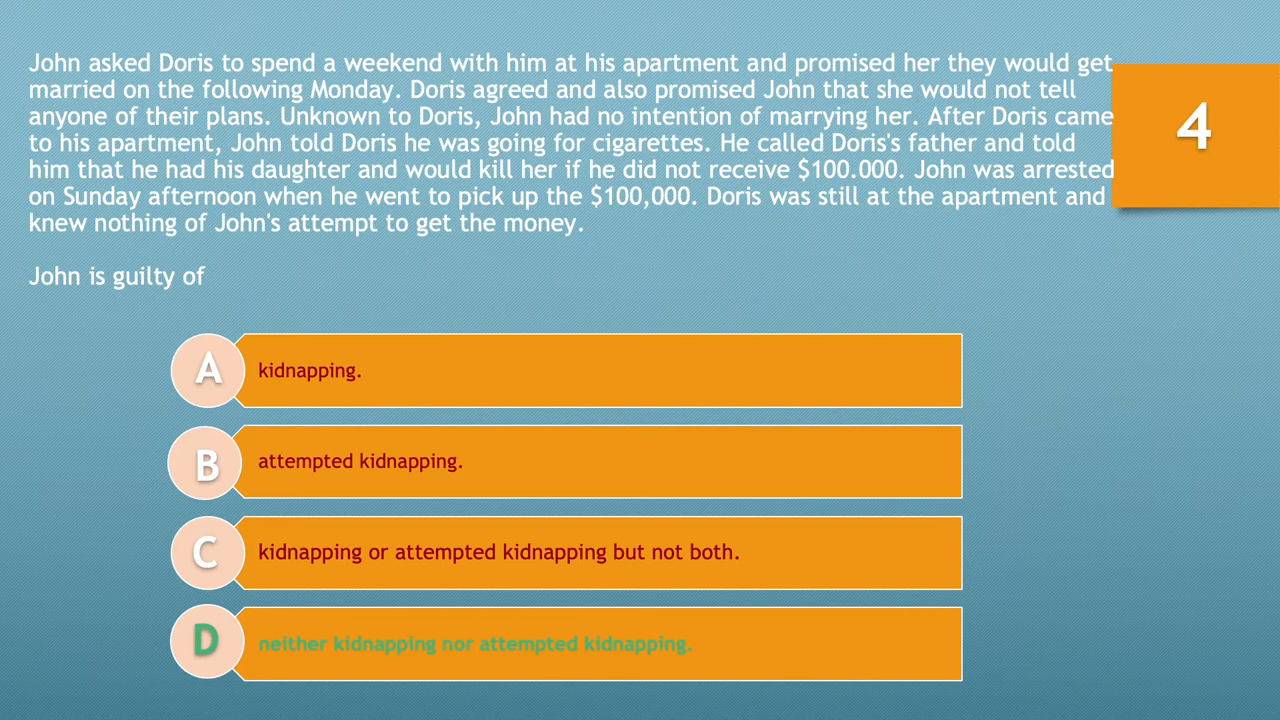 John asked Doris to spend a weekend with him at his apartment and promised her they would get
married on the following Monday. Doris agreed and also promised John that she would not tell
anyone of their plans. Unknown to Doris, John had no intention of marrying her. After Doris came
to his apartment, John told Doris he was going for cigarettes. He called Doris's father and told
him that he had his daughter and would kill her if he did not receive $100.000. John was arrested
on Sunday afternoon when he went to pick up the $100,000. Doris was still at the apartment and
knew nothing of John's attempt to get the money.
4
John is guilty of
A kidnapping.
B attempted kidnapping.
C kidnapping or attempted kidnapping but not both.
D neither kidnapping nor attempted kidnapping.